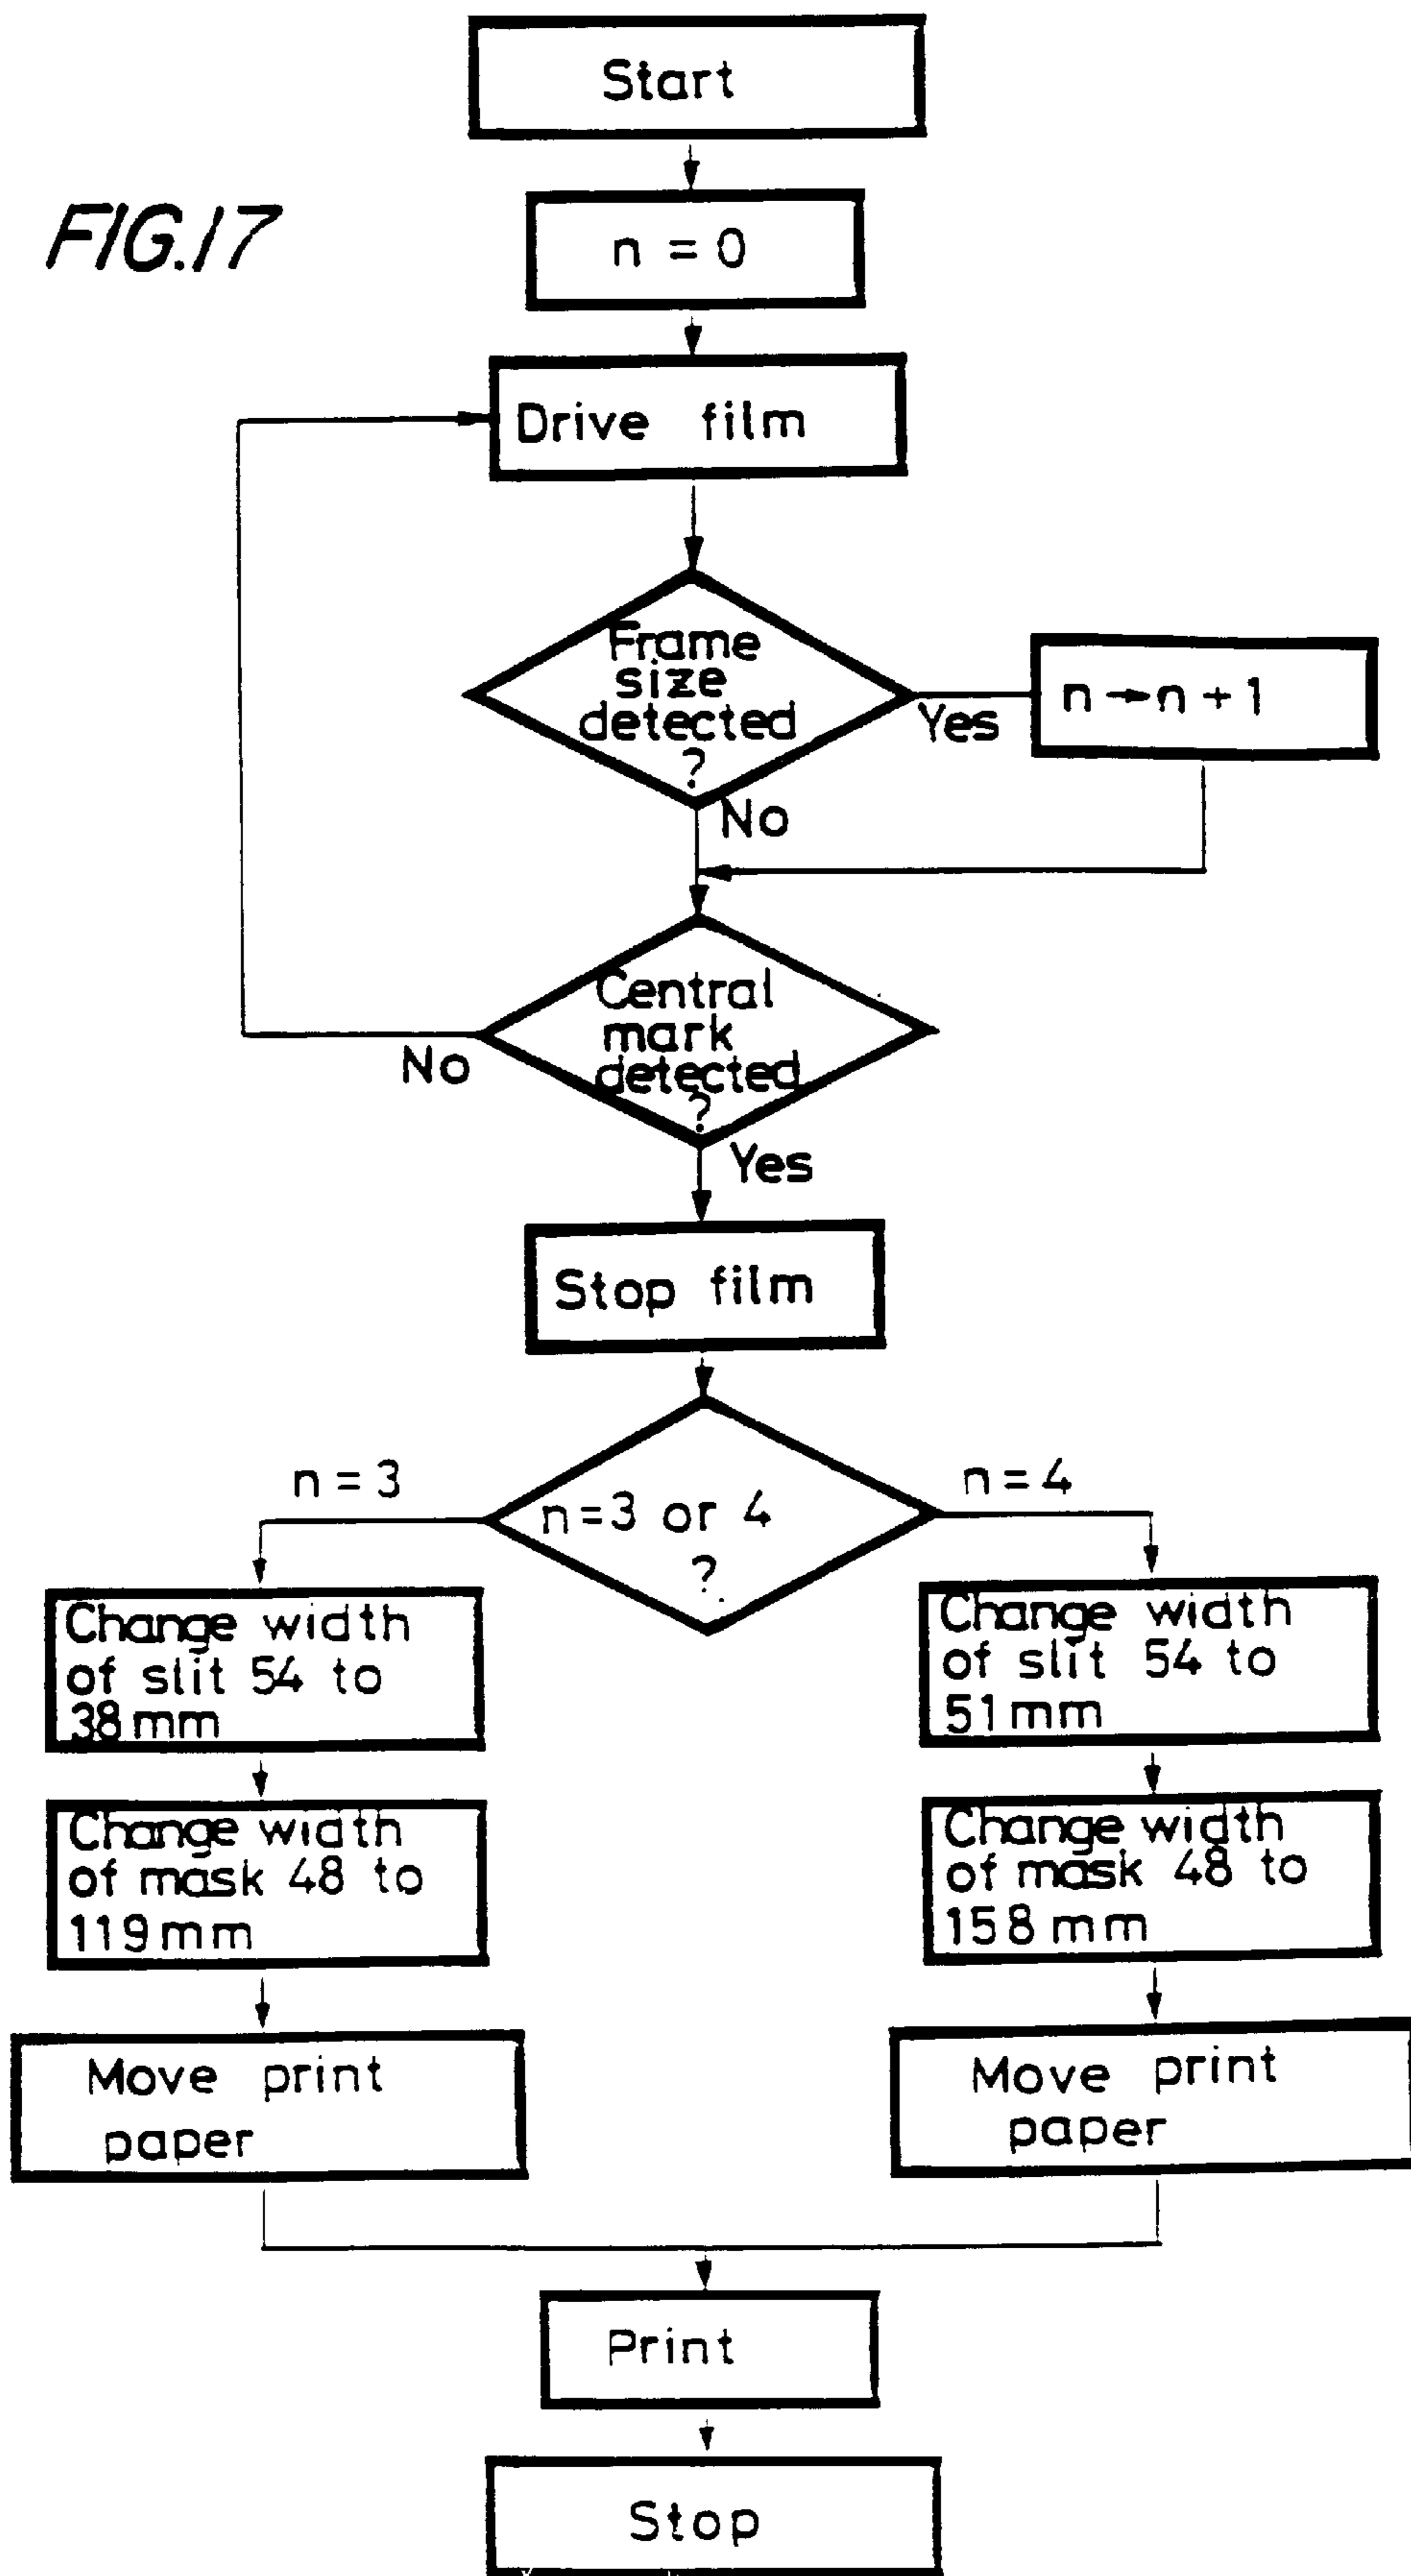 Start
FIG.17
n = 0
Drive film
Frame
size
detected
?
Yes
n → n + 1
No
Central
mark
detected
?
No
Yes
Stop film
n = 3
n = 4
n = 3 or 4
?
Change width
of slit 54 to
38 mm
Change width
of slit 54 to
51 mm
Change width
of mask 48 to
119 mm
Change width
of mask 48 to
158 mm
Move print
paper
Move print
paper
Print
Stop